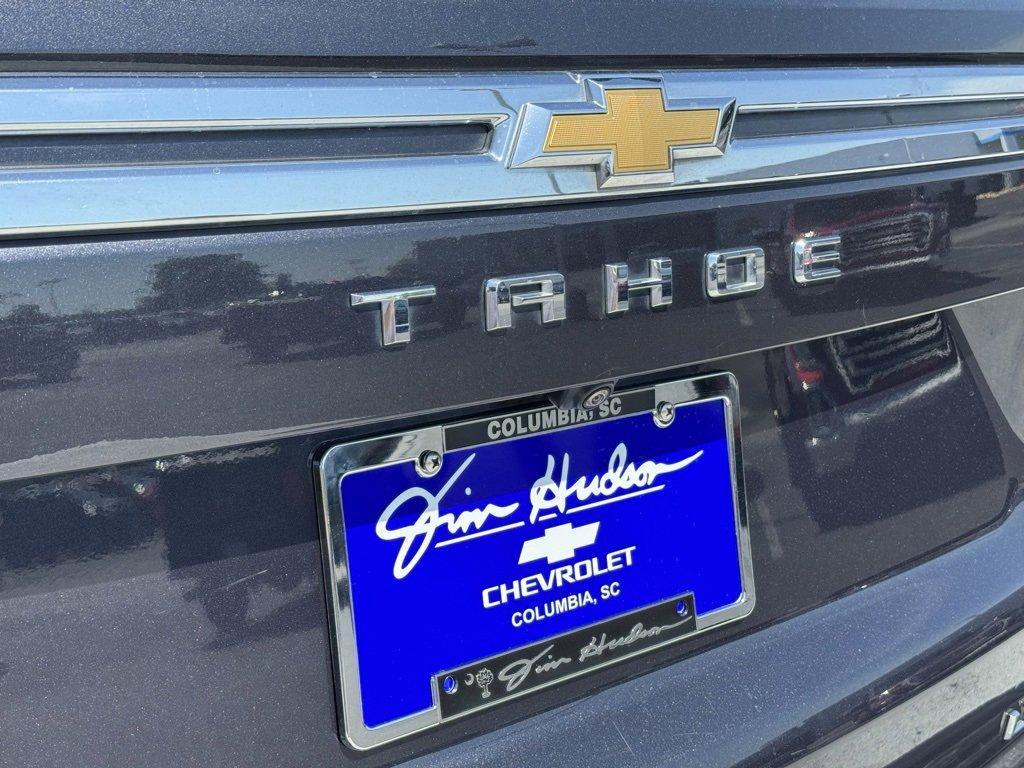 TAHOE
COLUMBIA, SC
Jim Hudson
CHEVROLET
COLUMBIA, SC
Jim Hudson